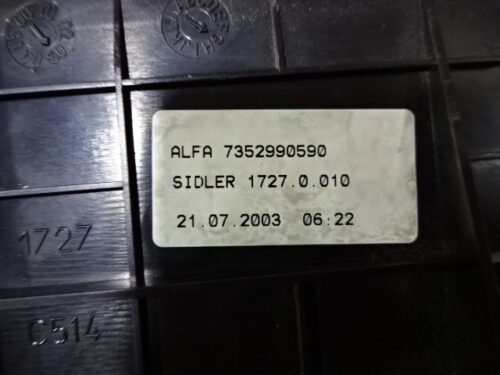 ALFA 7352990590
SIDLER 1727.0.010
21.07.2003 06:22
1727
C514